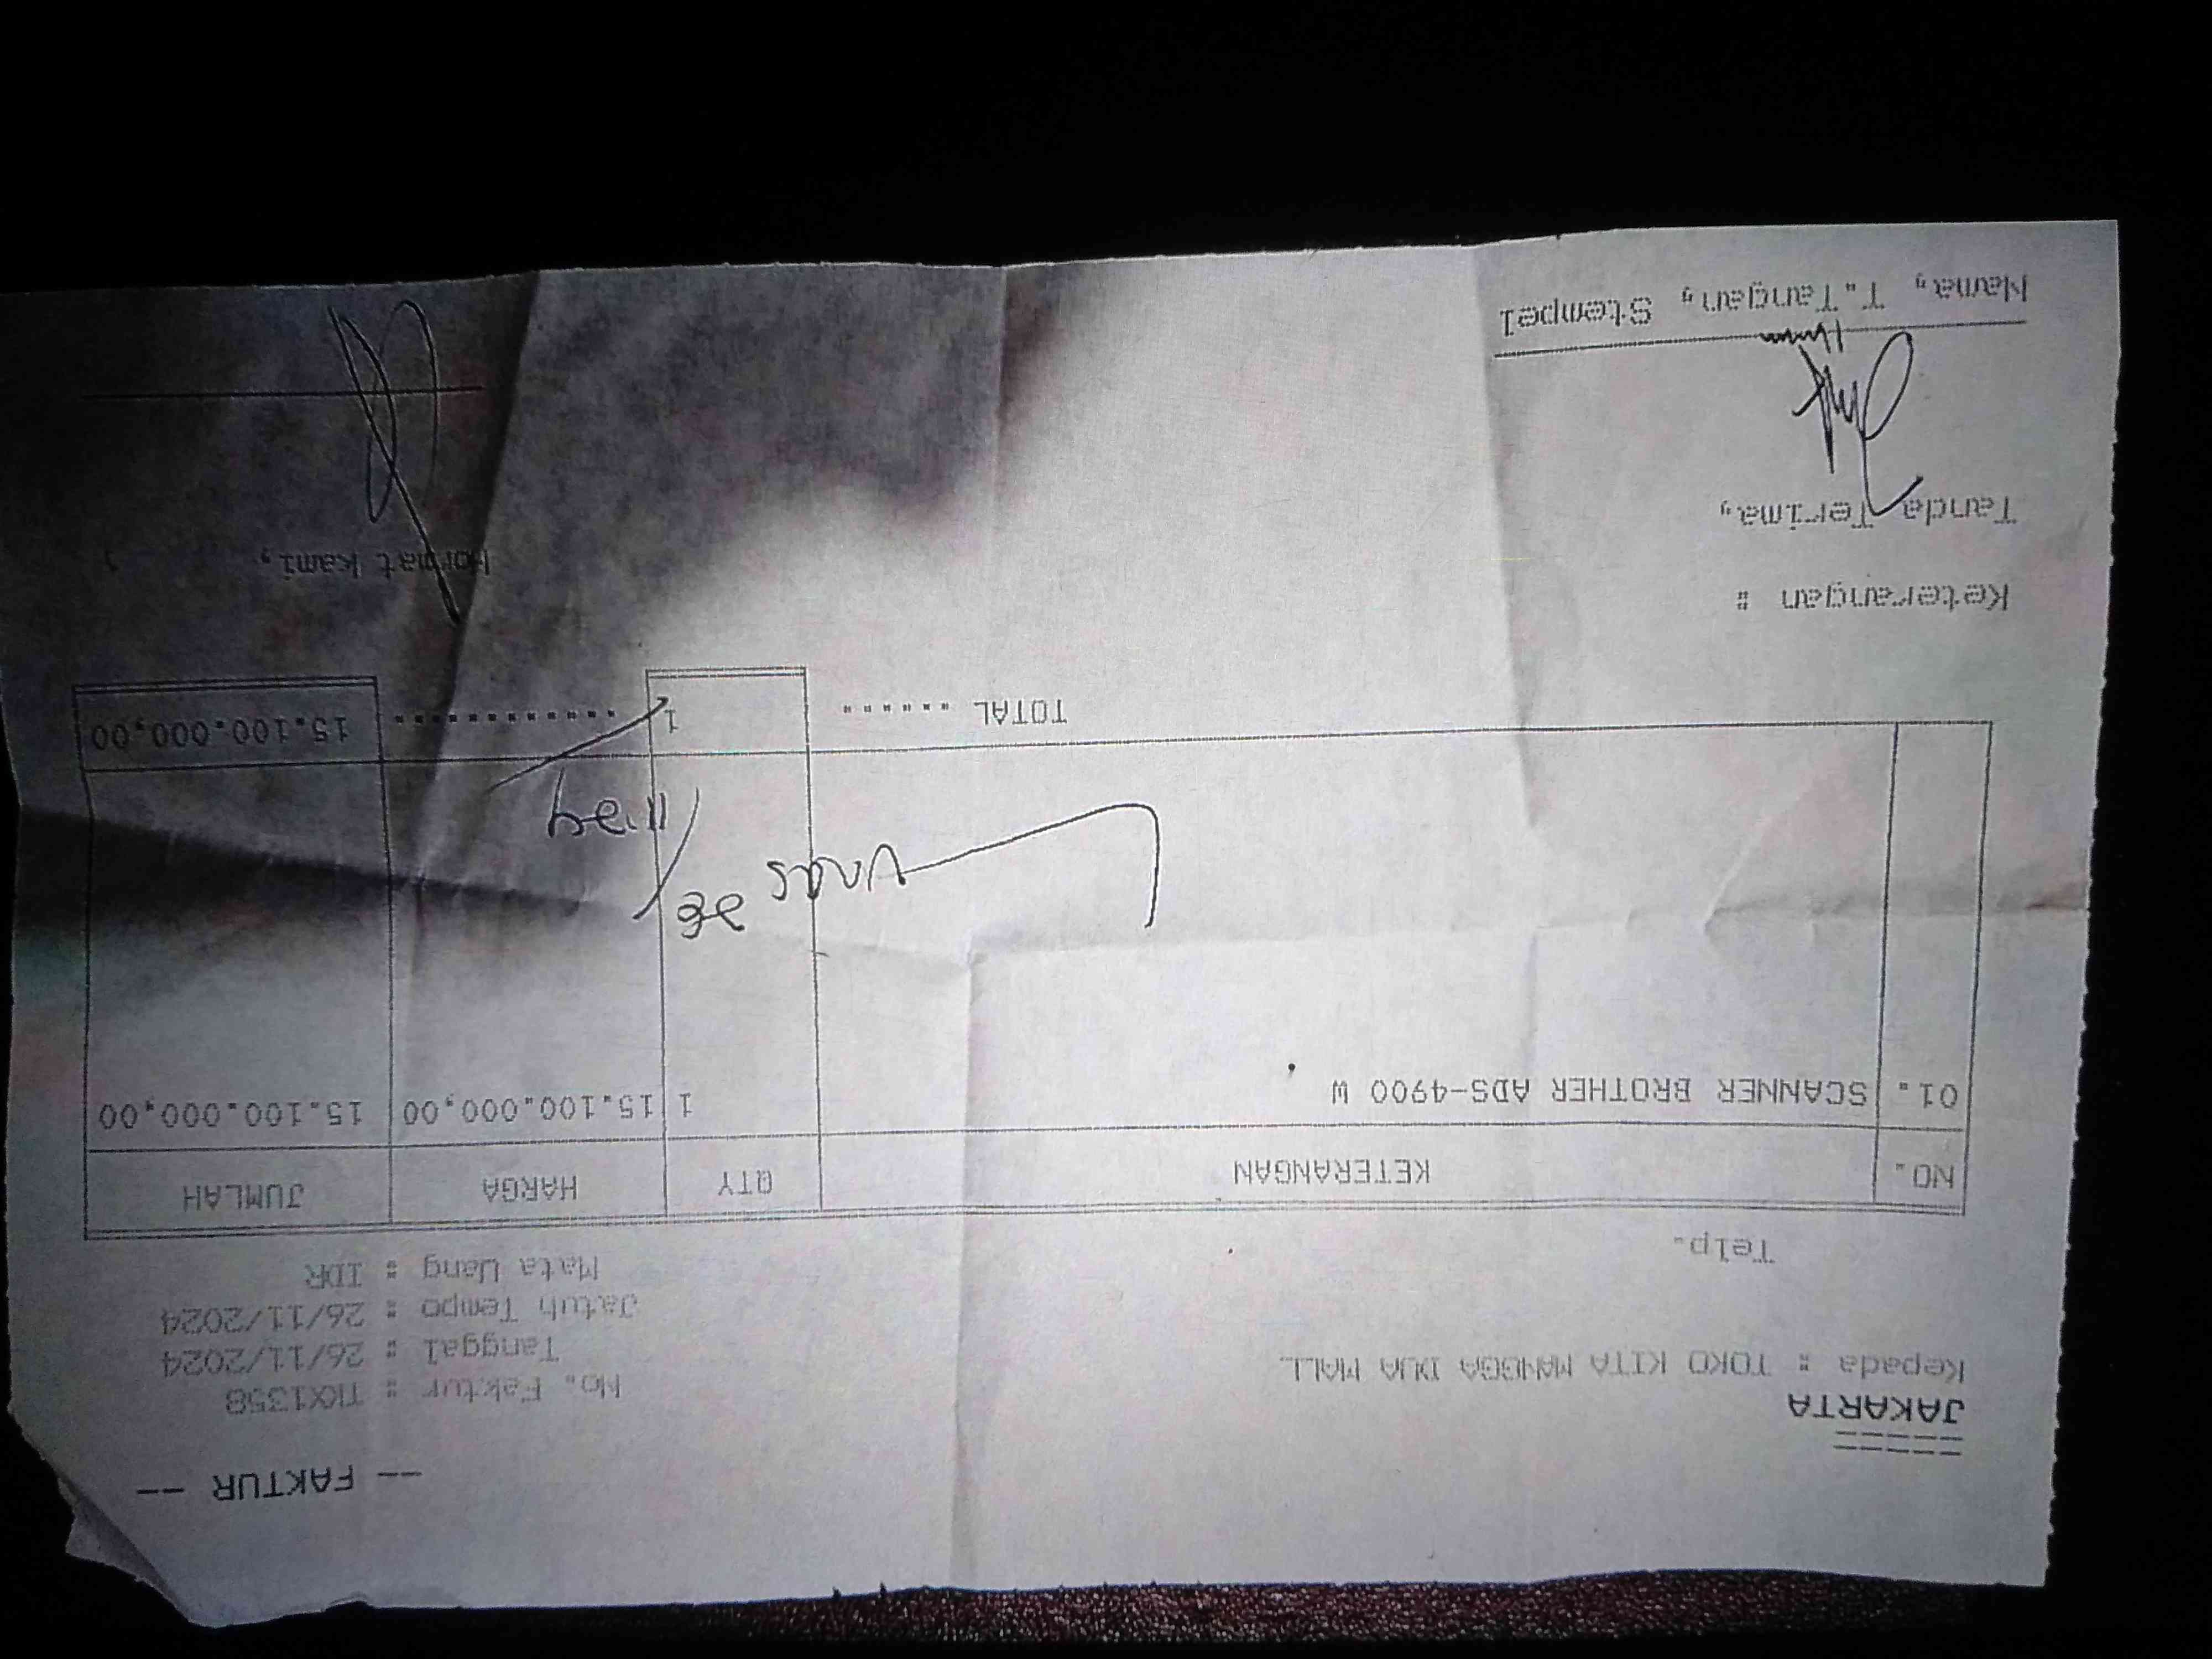 -- FAKTUR --
=====
JAKARTA
Kepada : TOKO KITA MANGGA DUA MALL
Telp.
No. Faktur : TKX1358
Tanggal : 26/11/2024
Jatuh Tempo : 26/11/2024
Mata Uang : IDR
NO. KETERANGAN QTY HARGA JUMLAH
01. SCANNER BROTHER ADS-4900 W 1 15.100.000,00 15.100.000,00
TOTAL ...... 1 ........... 15.100.000,00
Keterangan :
Tanda Terima,, Hormat kami,
Nama,, T.Tangan,, Stempel